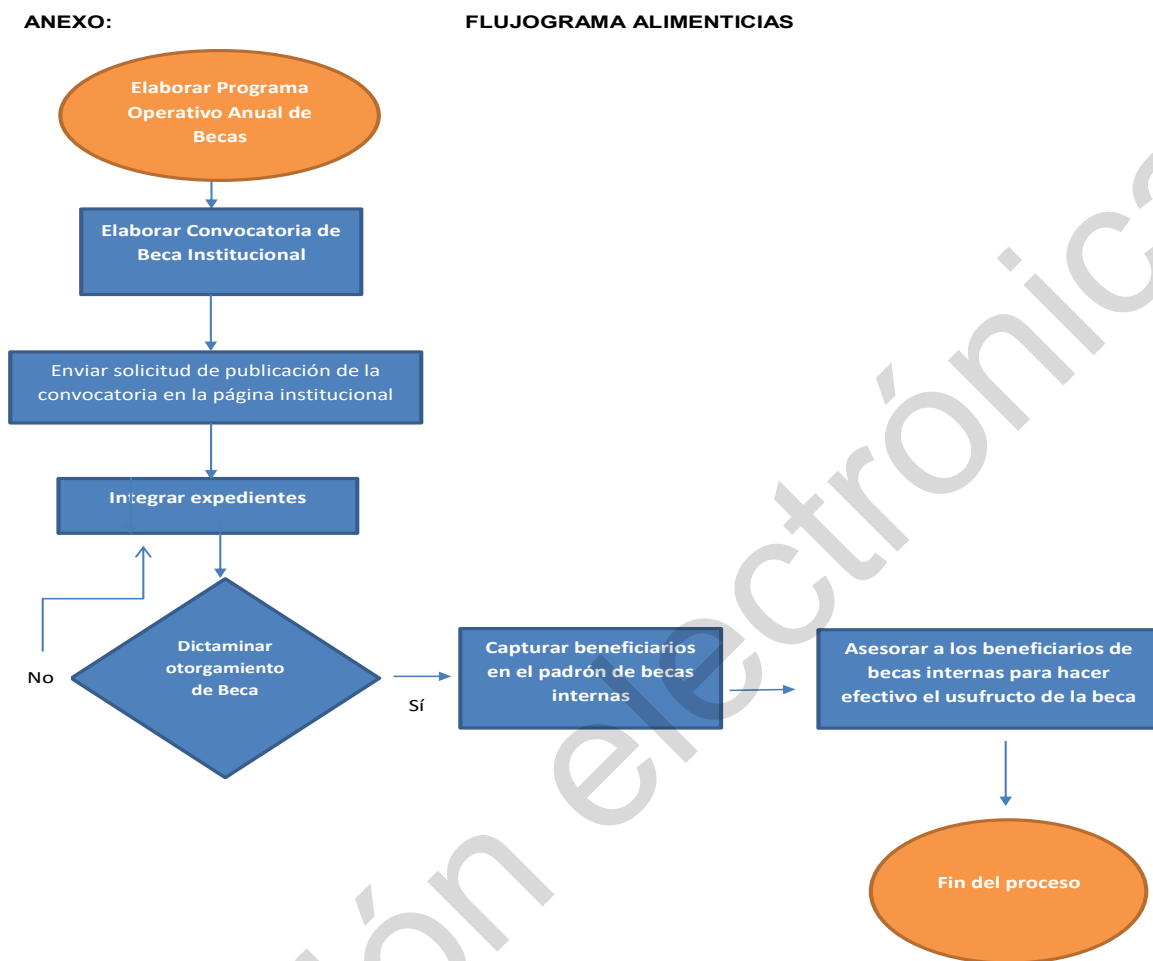 ANEXO:
FLUJOGRAMA ALIMENTICIAS
Elaborar Programa
Operativo Anual de
Becas
Elaborar Convocatoria de
Beca Institucional
Enviar solicitud de publicación de la
convocatoria en la página institucional
Integrar expedientes
Dictaminar
otorgamiento
de Beca
No
Sí
Capturar beneficiarios
en el padrón de becas
internas
Asesorar a los beneficiarios de
becas internas para hacer
efectivo el usufructo de la beca
Fin del proceso
electrónica